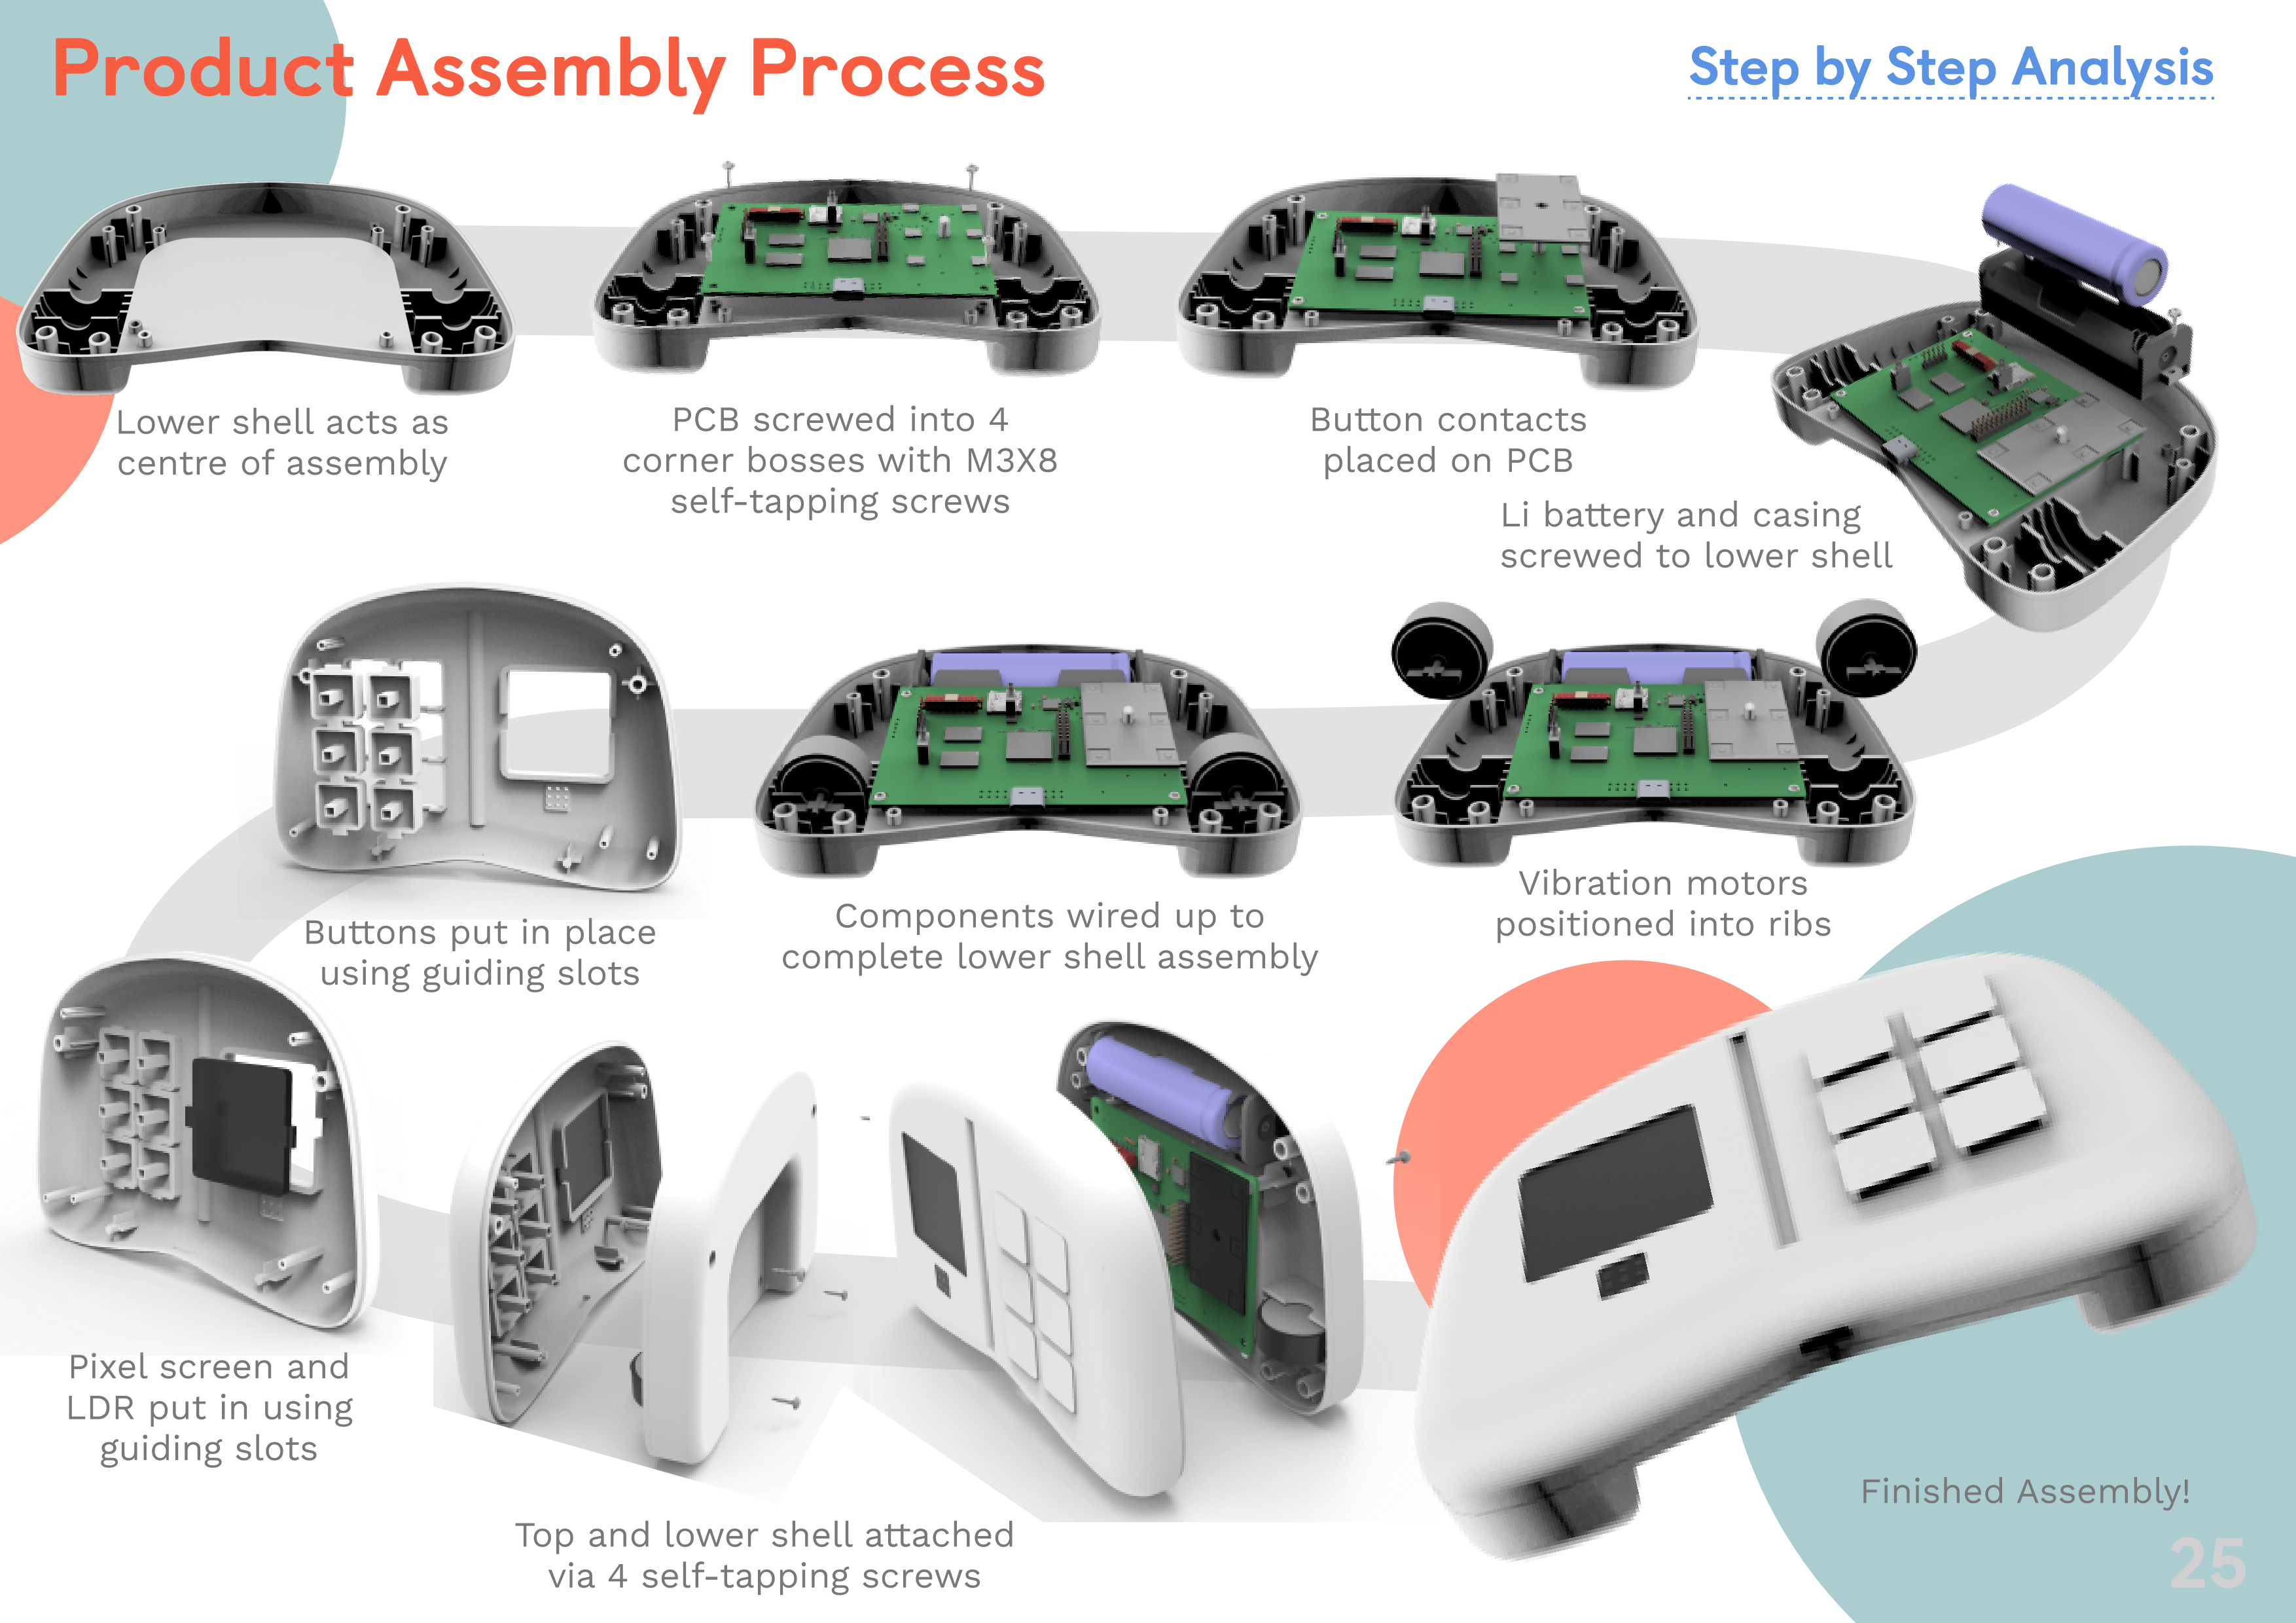 Product Assembly Process
Step by Step Analysis
Lower shell acts as
centre of assembly
PCB screwed into 4
corner bosses with M3X8
self-tapping screws
Button contacts
placed on PCB
Li battery and casing
screwed to lower shell
Vibration motors
positioned into ribs
Components wired up to
complete lower shell assembly
Buttons put in place
using guiding slots
Pixel screen and
LDR put in using
guiding slots
Top and lower shell attached
via 4 self-tapping screws
Finished Assembly!
25